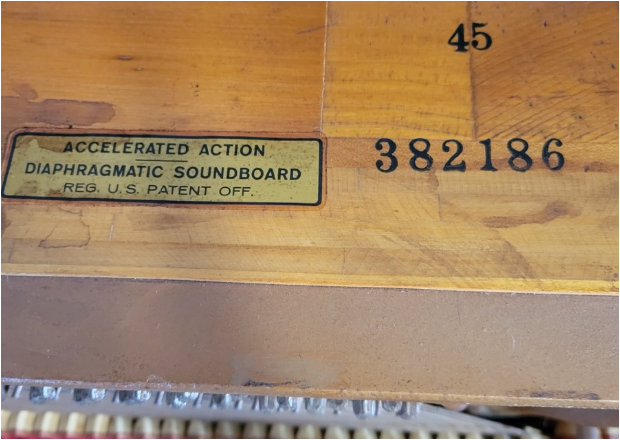 45
ACCELERATED ACTION
DIAPHRAGMATIC SOUNDBOARD
REG. U.S. PATENT OFF.
382186